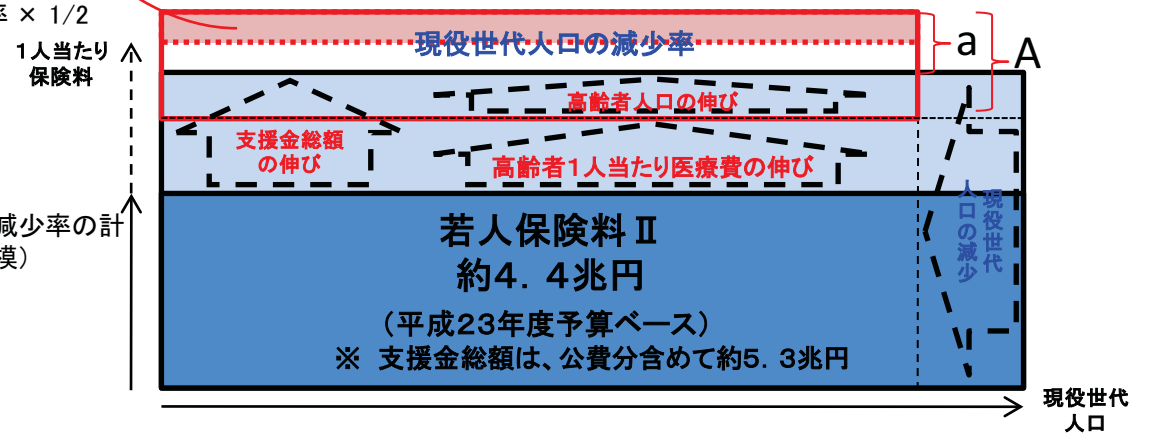 率 × 1/2
1人当たり
保険料
現役世代人口の減少率
a
A
高齢者人口の伸び
支援金総額
の伸び
高齢者1人当たり医療費の伸び
現役世代
人口の減少
減少率の計
模）
若人保険料Ⅱ
約4．4兆円
（平成23年度予算ベース）
※ 支援金総額は、公費分含めて約5．3兆円
現役世代
人口